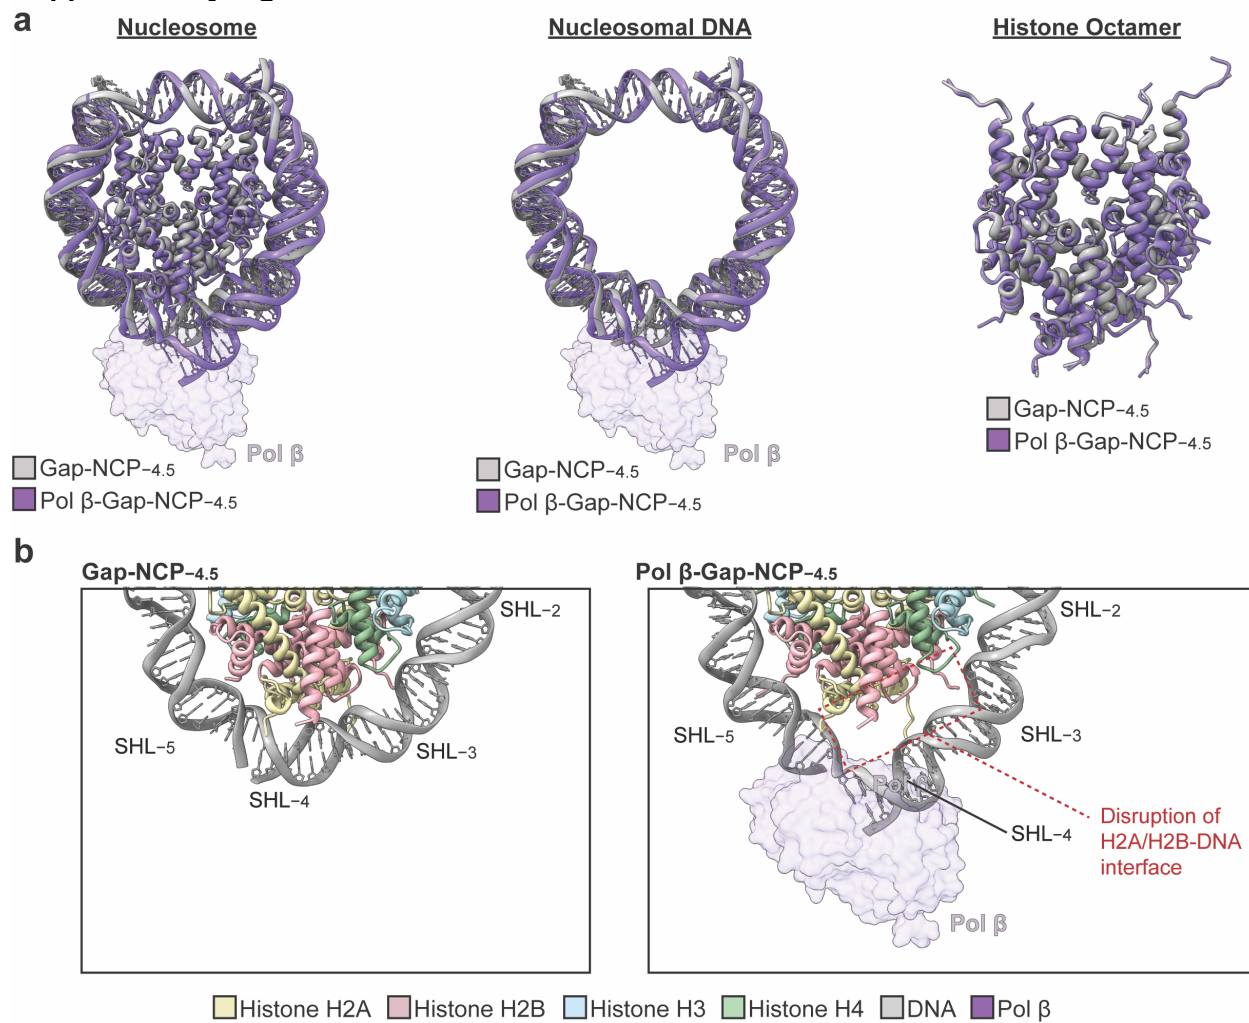 a
Nucleosome
Nucleosomal DNA
Histone Octamer
Pol β
Gap-NCP-4.5
Pol β-Gap-NCP-4.5
Pol β
Gap-NCP-4.5
Pol β-Gap-NCP-4.5
Gap-NCP-4.5
Pol β-Gap-NCP-4.5
b
Gap-NCP-4.5
SHL-2
SHL-5
SHL-3
SHL-4
Pol β-Gap-NCP-4.5
SHL-2
SHL-5
SHL-3
SHL-4
Disruption of
H2A/H2B-DNA
interface
Pol β
Histone H2A
Histone H2B
Histone H3
Histone H4
DNA
Pol β